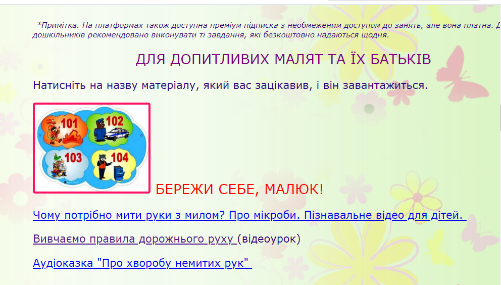 *Примітка. На платформах також доступна преміум підписка з необмеженим доступом до занять, але вона платна. Д
дошкільників рекомендовано виконувати ті завдання, які безкоштовно надаються щодня.
ДЛЯ ДОПИТЛИВИХ МАЛЯТ ТА ЇХ БАТЬКІВ
Натисніть на назву матеріалу, який вас зацікавив, і він завантажиться.
101 102
103 104
БЕРЕЖИ СЕБЕ, МАЛЮК!
Чому потрібно мити руки з милом? Про мікроби. Пізнавальне відео для дітей.
Вивчаємо правила дорожнього руху (відеоурок)
Аудіоказка "Про хворобу немитих рук"